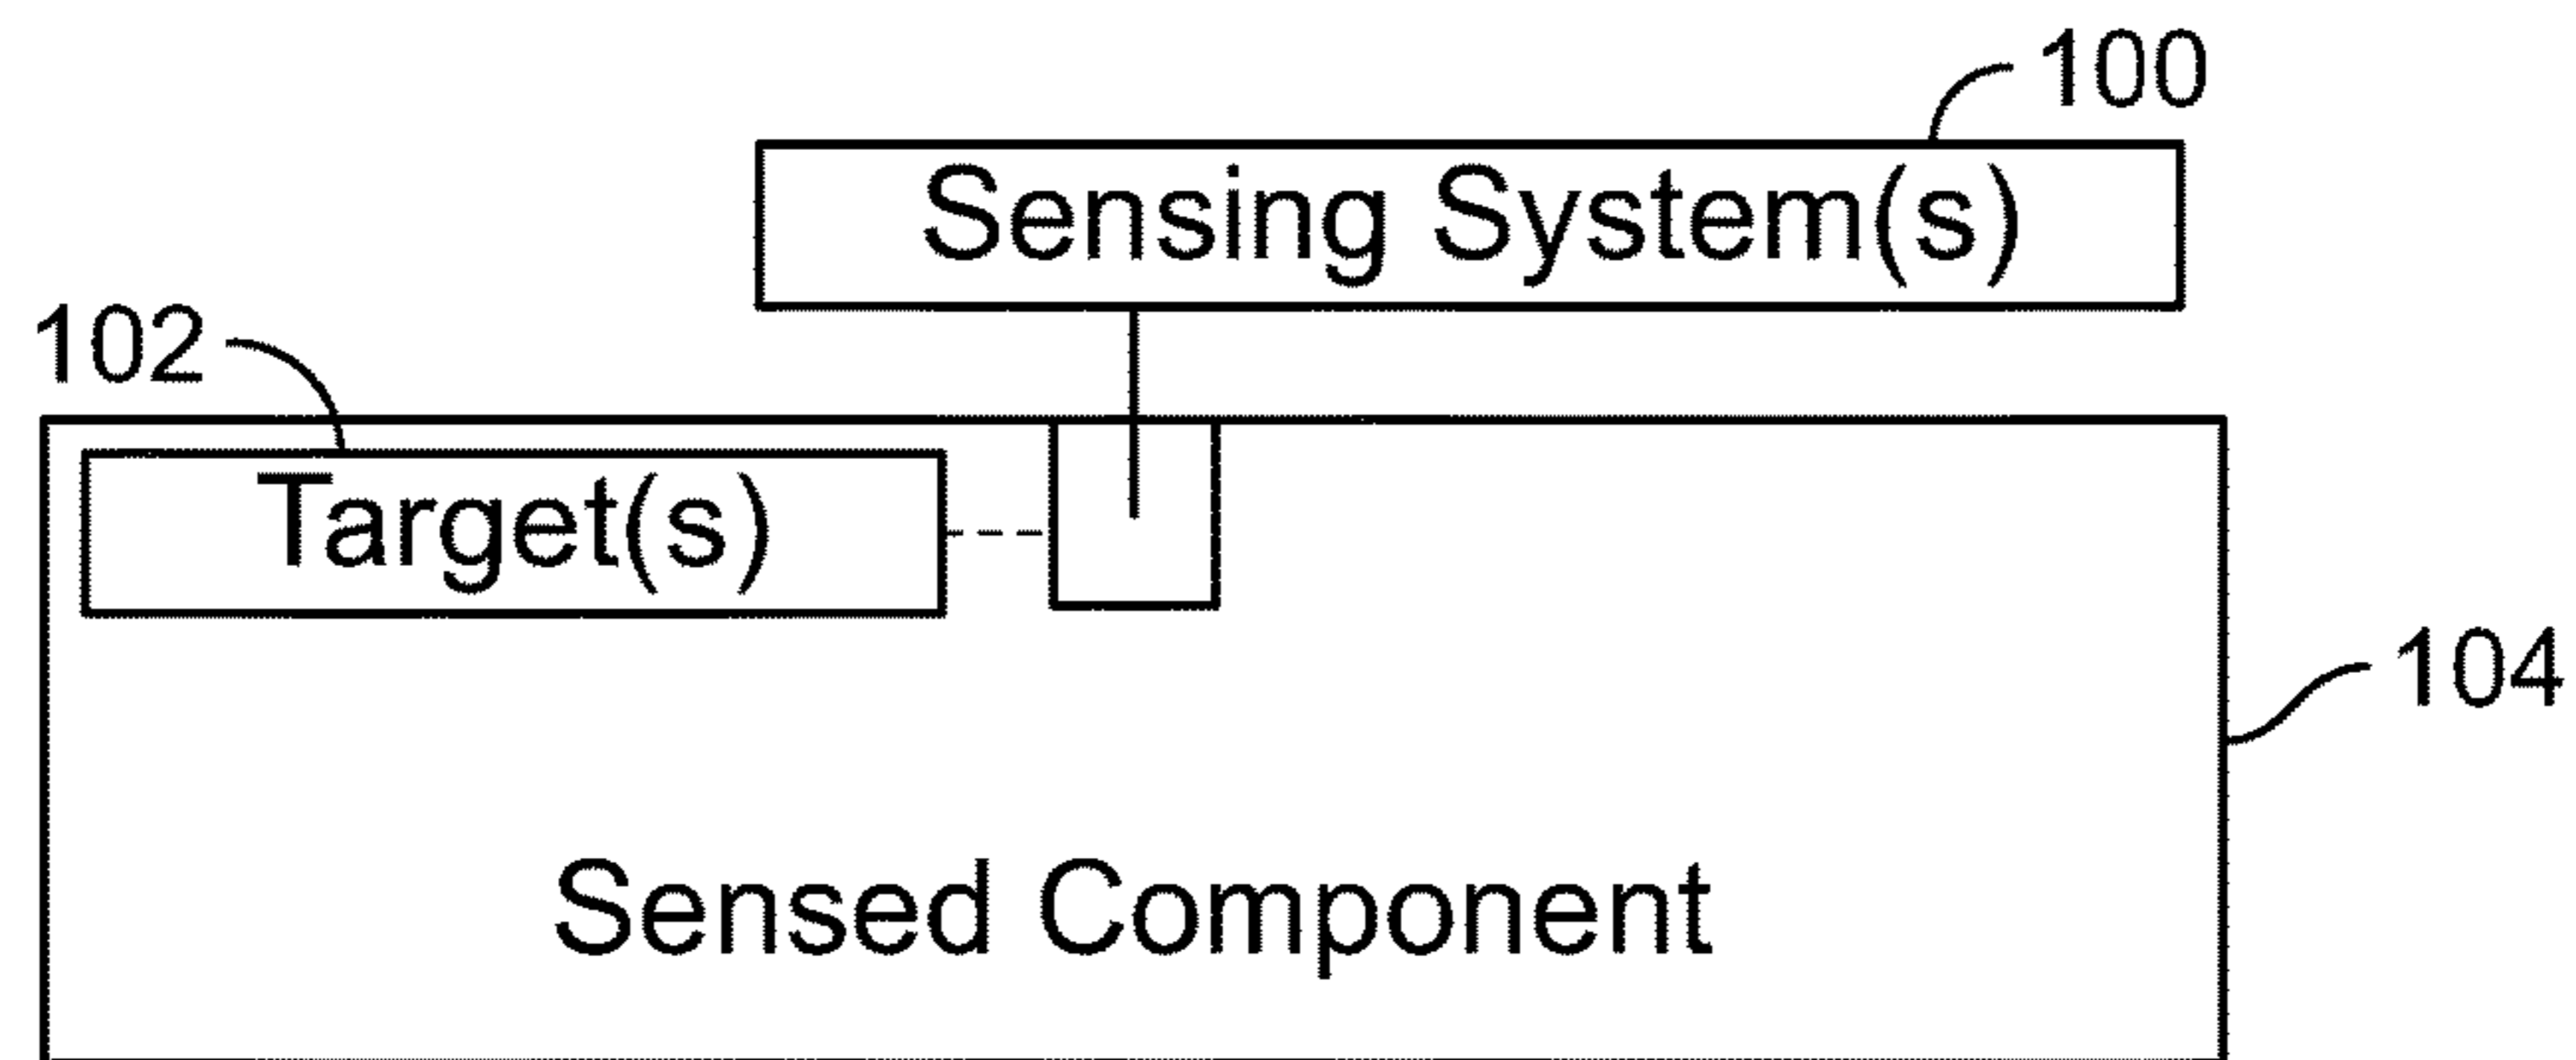 100
Sensing System(s)
102
Target(s)
104
Sensed Component